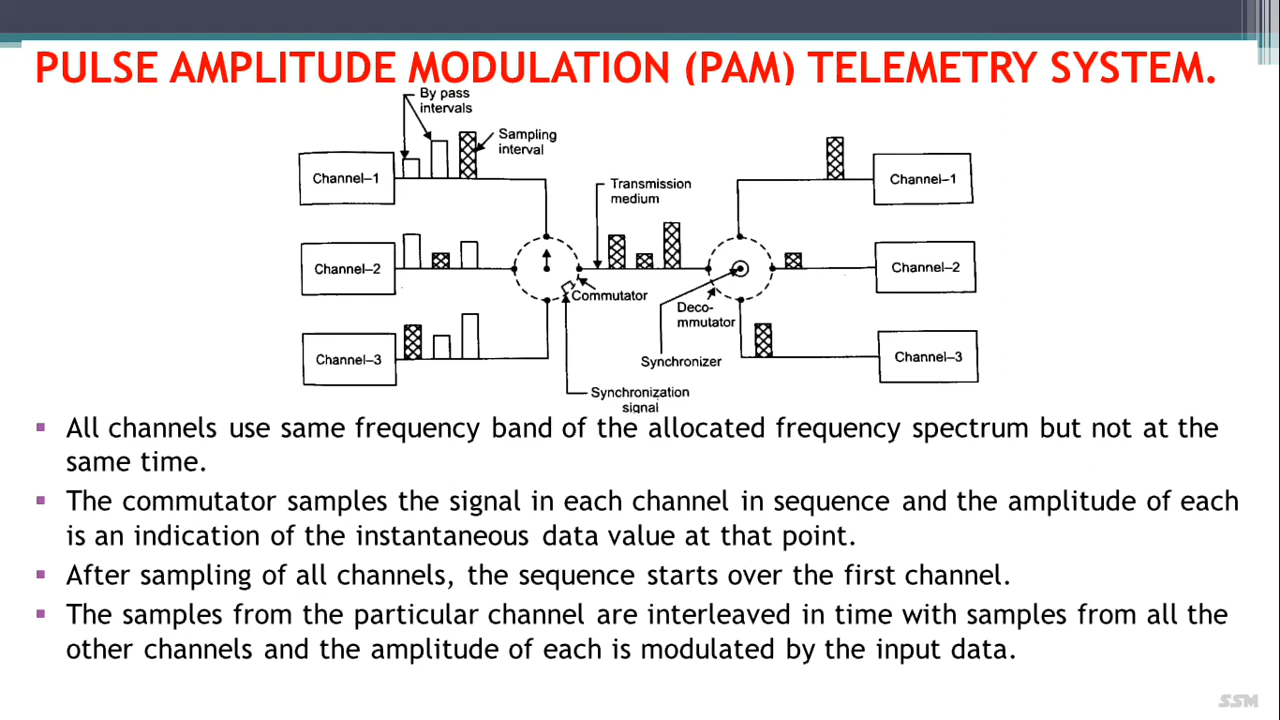 PULSE AMPLITUDE MODULATION (PAM) TELEMETRY SYSTEM.
By pass
intervals
Sampling
interval
Channel–1
Transmission
medium
Channel–1
Channel–2
Commutator
Deco-
mmutator
Channel–2
Channel–3
Synchronizer
Channel–3
Synchronization
signal
▪ All channels use same frequency band of the allocated frequency spectrum but not at the
same time.
▪ The commutator samples the signal in each channel in sequence and the amplitude of each
is an indication of the instantaneous data value at that point.
▪ After sampling of all channels, the sequence starts over the first channel.
▪ The samples from the particular channel are interleaved in time with samples from all the
other channels and the amplitude of each is modulated by the input data.
SSM